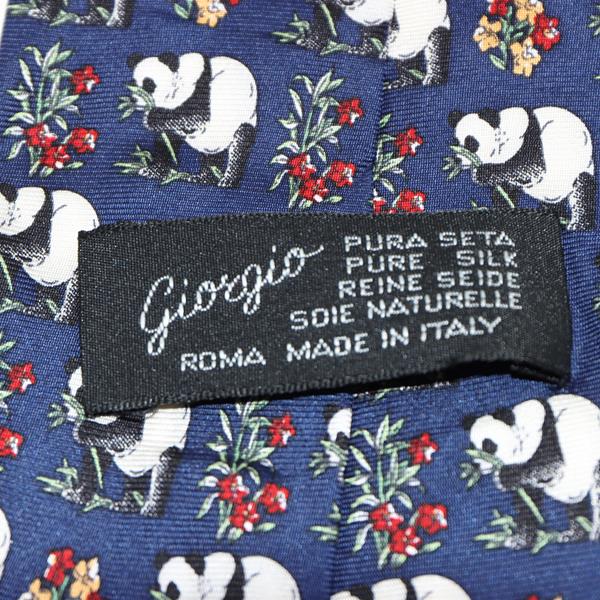 Giorgio
PURA SETA
PURE SILK
REINE SEIDE
SOIE NATURELLE
ROMA MADE IN ITALY